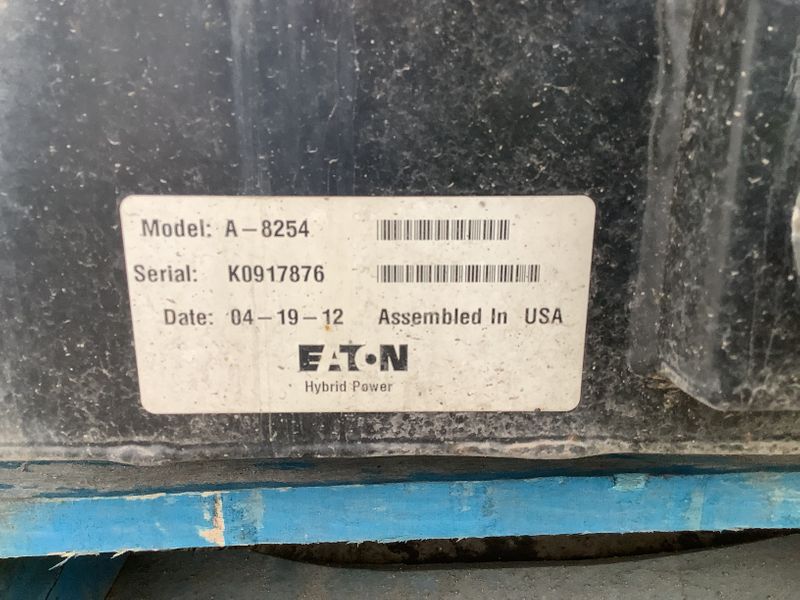 Model: A-8254
Serial: K0917876
Date: 04-19-12 Assembled In USA
EATON
Hybrid Power